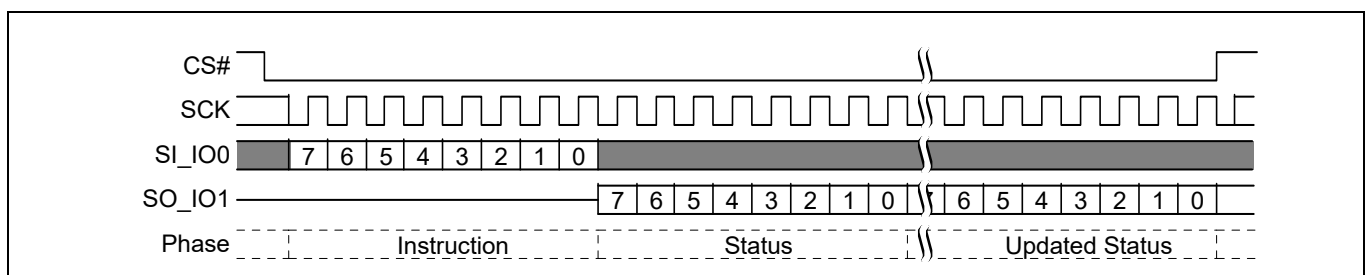 CS#
SCK
SI_IO0 7 6 5 4 3 2 1 0
SO_IO1 7 6 5 4 3 2 1 0 6 5 4 3 2 1 0
Phase Instruction Status Updated Status